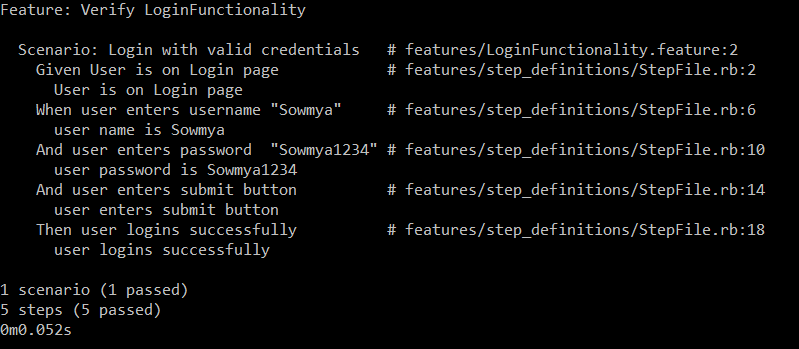 Feature: Verify LoginFunctionality
Scenario: Login with valid credentials # features/LoginFunctionality.feature:2
Given User is on Login page # features/step_definitions/StepFile.rb:2
User is on Login page
When user enters username "Sowmya" # features/step_definitions/StepFile.rb:6
user name is Sowmya
And user enters password  "Sowmya1234" # features/step_definitions/StepFile.rb:10
user password is Sowmya1234
And user enters submit button # features/step_definitions/StepFile.rb:14
user enters submit button
Then user logins successfully # features/step_definitions/StepFile.rb:18
user logins successfully
1 scenario (1 passed)
5 steps (5 passed)
0m0.052s